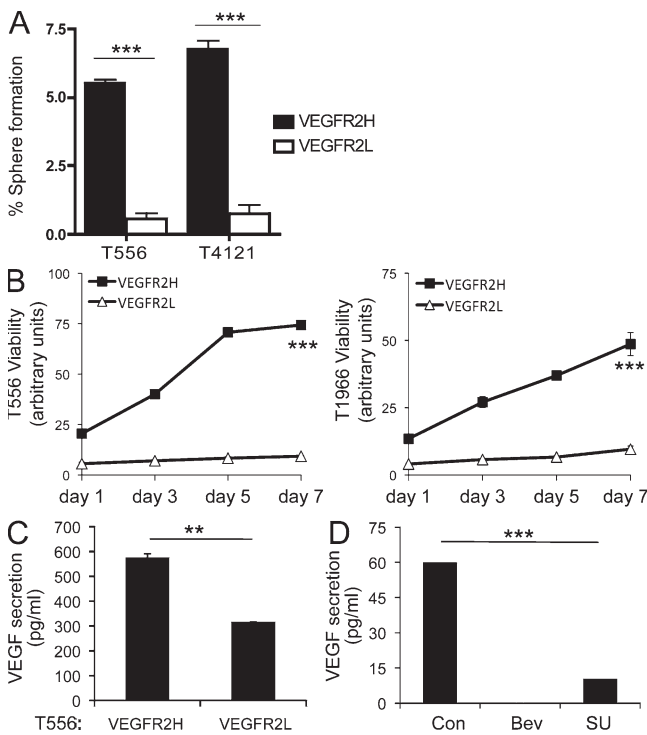 A
7.5
5.0
2.5
0.0
% Sphere formation
***
***
T556
T4121
VEGFR2H
VEGFR2L
B
100
75
50
25
0
T556 Viability
(arbitrary units)
VEGFR2H
VEGFR2L
***
day 1 day 3 day 5 day 7
75
50
25
0
T1966 Viability
(arbitrary units)
VEGFR2H
VEGFR2L
***
day 1 day 3 day 5 day 7
C
700
600
500
400
300
200
100
0
VEGF secretion
(pg/ml)
**
T556: VEGFR2H VEGFR2L
D
75
60
45
30
15
0
VEGF secretion
(pg/ml)
***
Con Bev SU